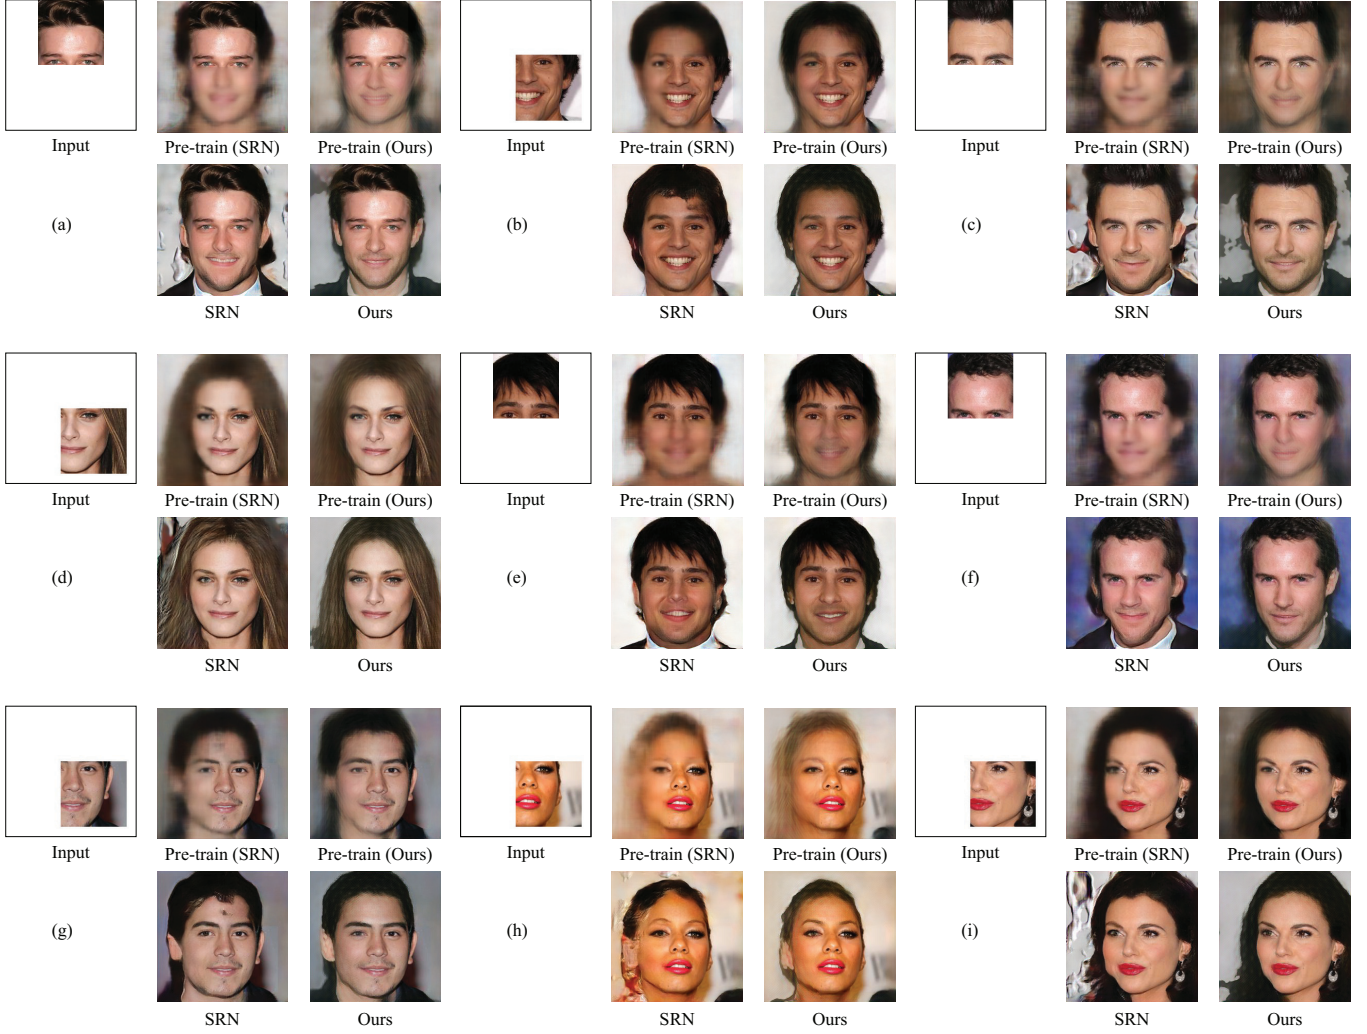 Input Pre-train (SRN) Pre-train (Ours) Input Pre-train (SRN) Pre-train (Ours) Input Pre-train (SRN) Pre-train (Ours)
(a) (b) (c)
SRN Ours SRN Ours SRN Ours
Input Pre-train (SRN) Pre-train (Ours) Input Pre-train (SRN) Pre-train (Ours) Input Pre-train (SRN) Pre-train (Ours)
(d) (e) (f)
SRN Ours SRN Ours SRN Ours
Input Pre-train (SRN) Pre-train (Ours) Input Pre-train (SRN) Pre-train (Ours) Input Pre-train (SRN) Pre-train (Ours)
(g) (h) (i)
SRN Ours SRN Ours SRN Ours